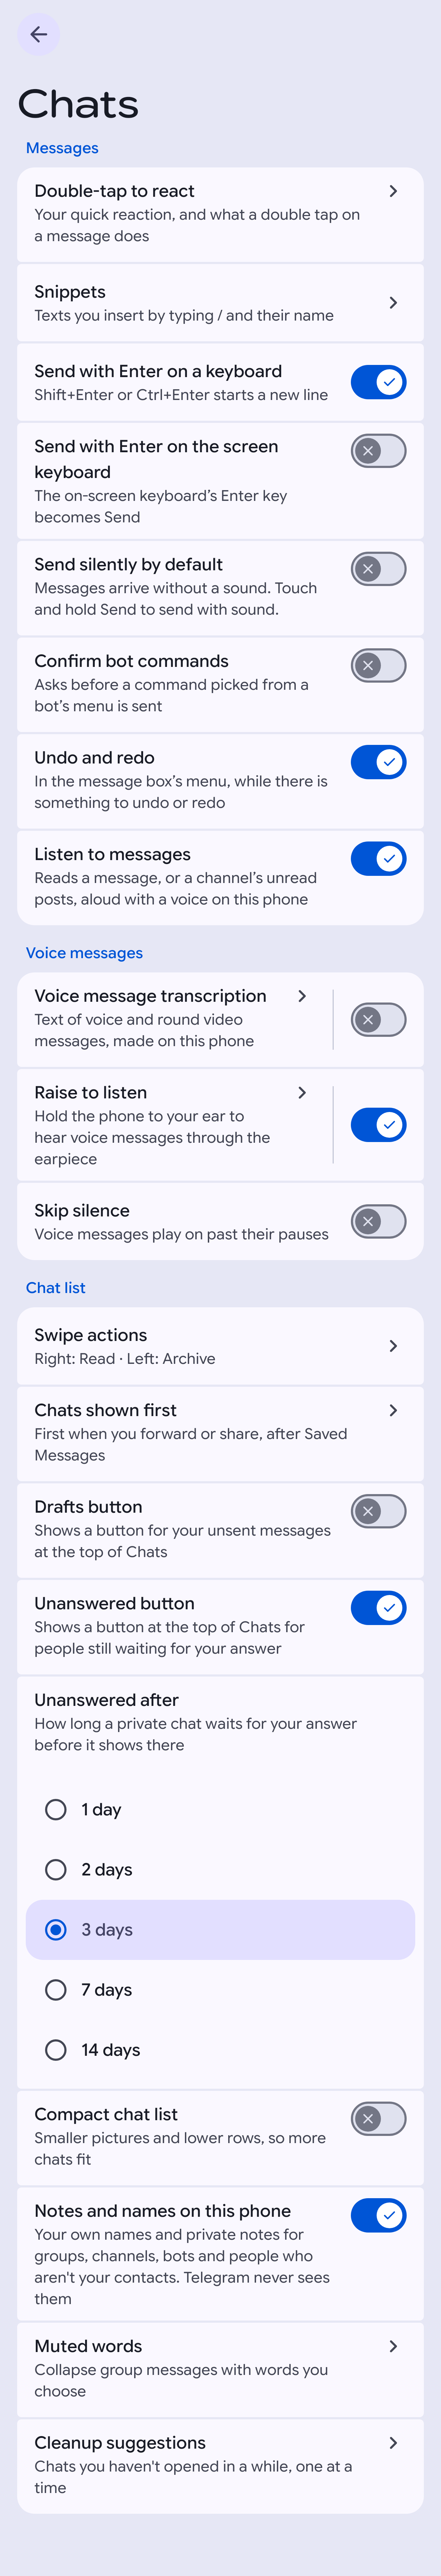 Chats
Messages
Double-tap to react
Your quick reaction, and what a double tap on
a message does
Snippets
Texts you insert by typing / and their name
Send with Enter on a keyboard
Shift+Enter or Ctrl+Enter starts a new line
Send with Enter on the screen
keyboard
The on-screen keyboard’s Enter key
becomes Send
Send silently by default
Messages arrive without a sound. Touch
and hold Send to send with sound.
Confirm bot commands
Asks before a command picked from a
bot’s menu is sent
Undo and redo
In the message box’s menu, while there is
something to undo or redo
Listen to messages
Reads a message, or a channel’s unread
posts, aloud with a voice on this phone
Voice messages
Voice message transcription
Text of voice and round video
messages, made on this phone
Raise to listen
Hold the phone to your ear to
hear voice messages through the
earpiece
Skip silence
Voice messages play on past their pauses
Chat list
Swipe actions
Right: Read · Left: Archive
Chats shown first
First when you forward or share, after Saved
Messages
Drafts button
Shows a button for your unsent messages
at the top of Chats
Unanswered button
Shows a button at the top of Chats for
people still waiting for your answer
Unanswered after
How long a private chat waits for your answer
before it shows there
1 day
2 days
3 days
7 days
14 days
Compact chat list
Smaller pictures and lower rows, so more
chats fit
Notes and names on this phone
Your own names and private notes for
groups, channels, bots and people who
aren't your contacts. Telegram never sees
them
Muted words
Collapse group messages with words you
choose
Cleanup suggestions
Chats you haven't opened in a while, one at a
time